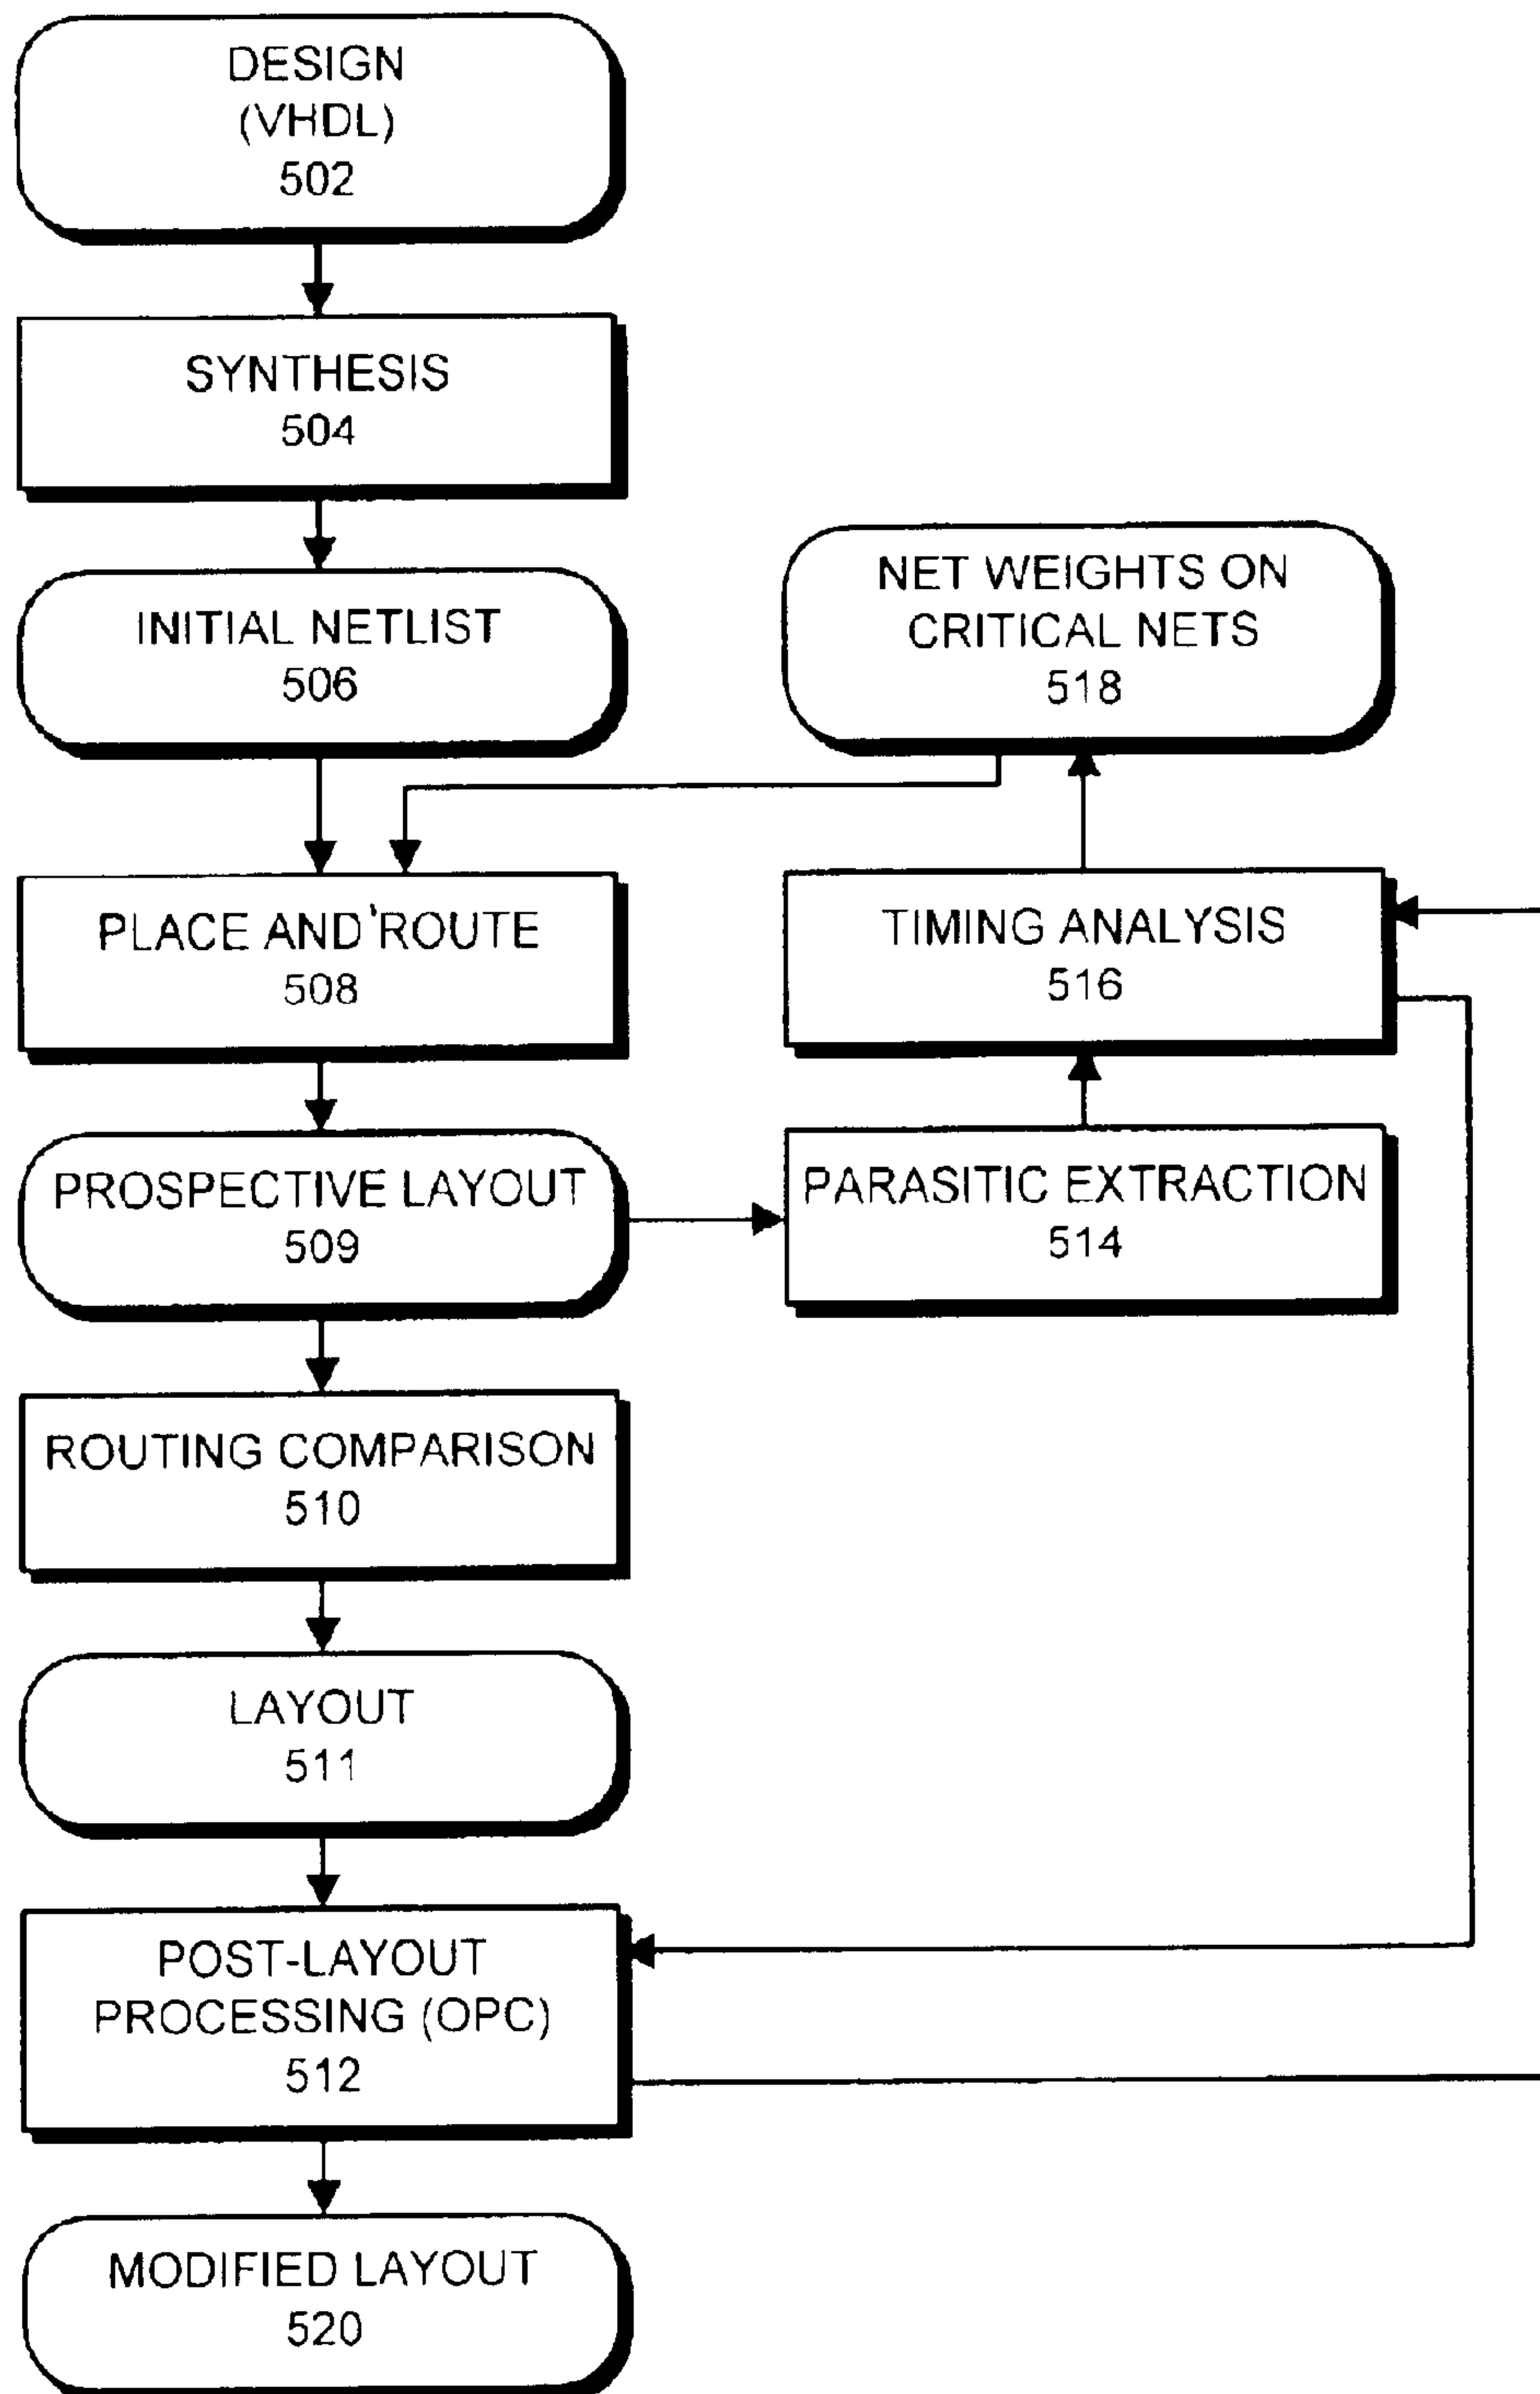 DESIGN
(VHDL)
502
SYNTHESIS
504
INITIAL NETLIST
506
NET WEIGHTS ON
CRITICAL NETS
518
PLACE AND ROUTE
508
TIMING ANALYSIS
516
PROSPECTIVE LAYOUT
509
PARASITIC EXTRACTION
514
ROUTING COMPARISON
510
LAYOUT
511
POST-LAYOUT
PROCESSING (OPC)
512
MODIFIED LAYOUT
520